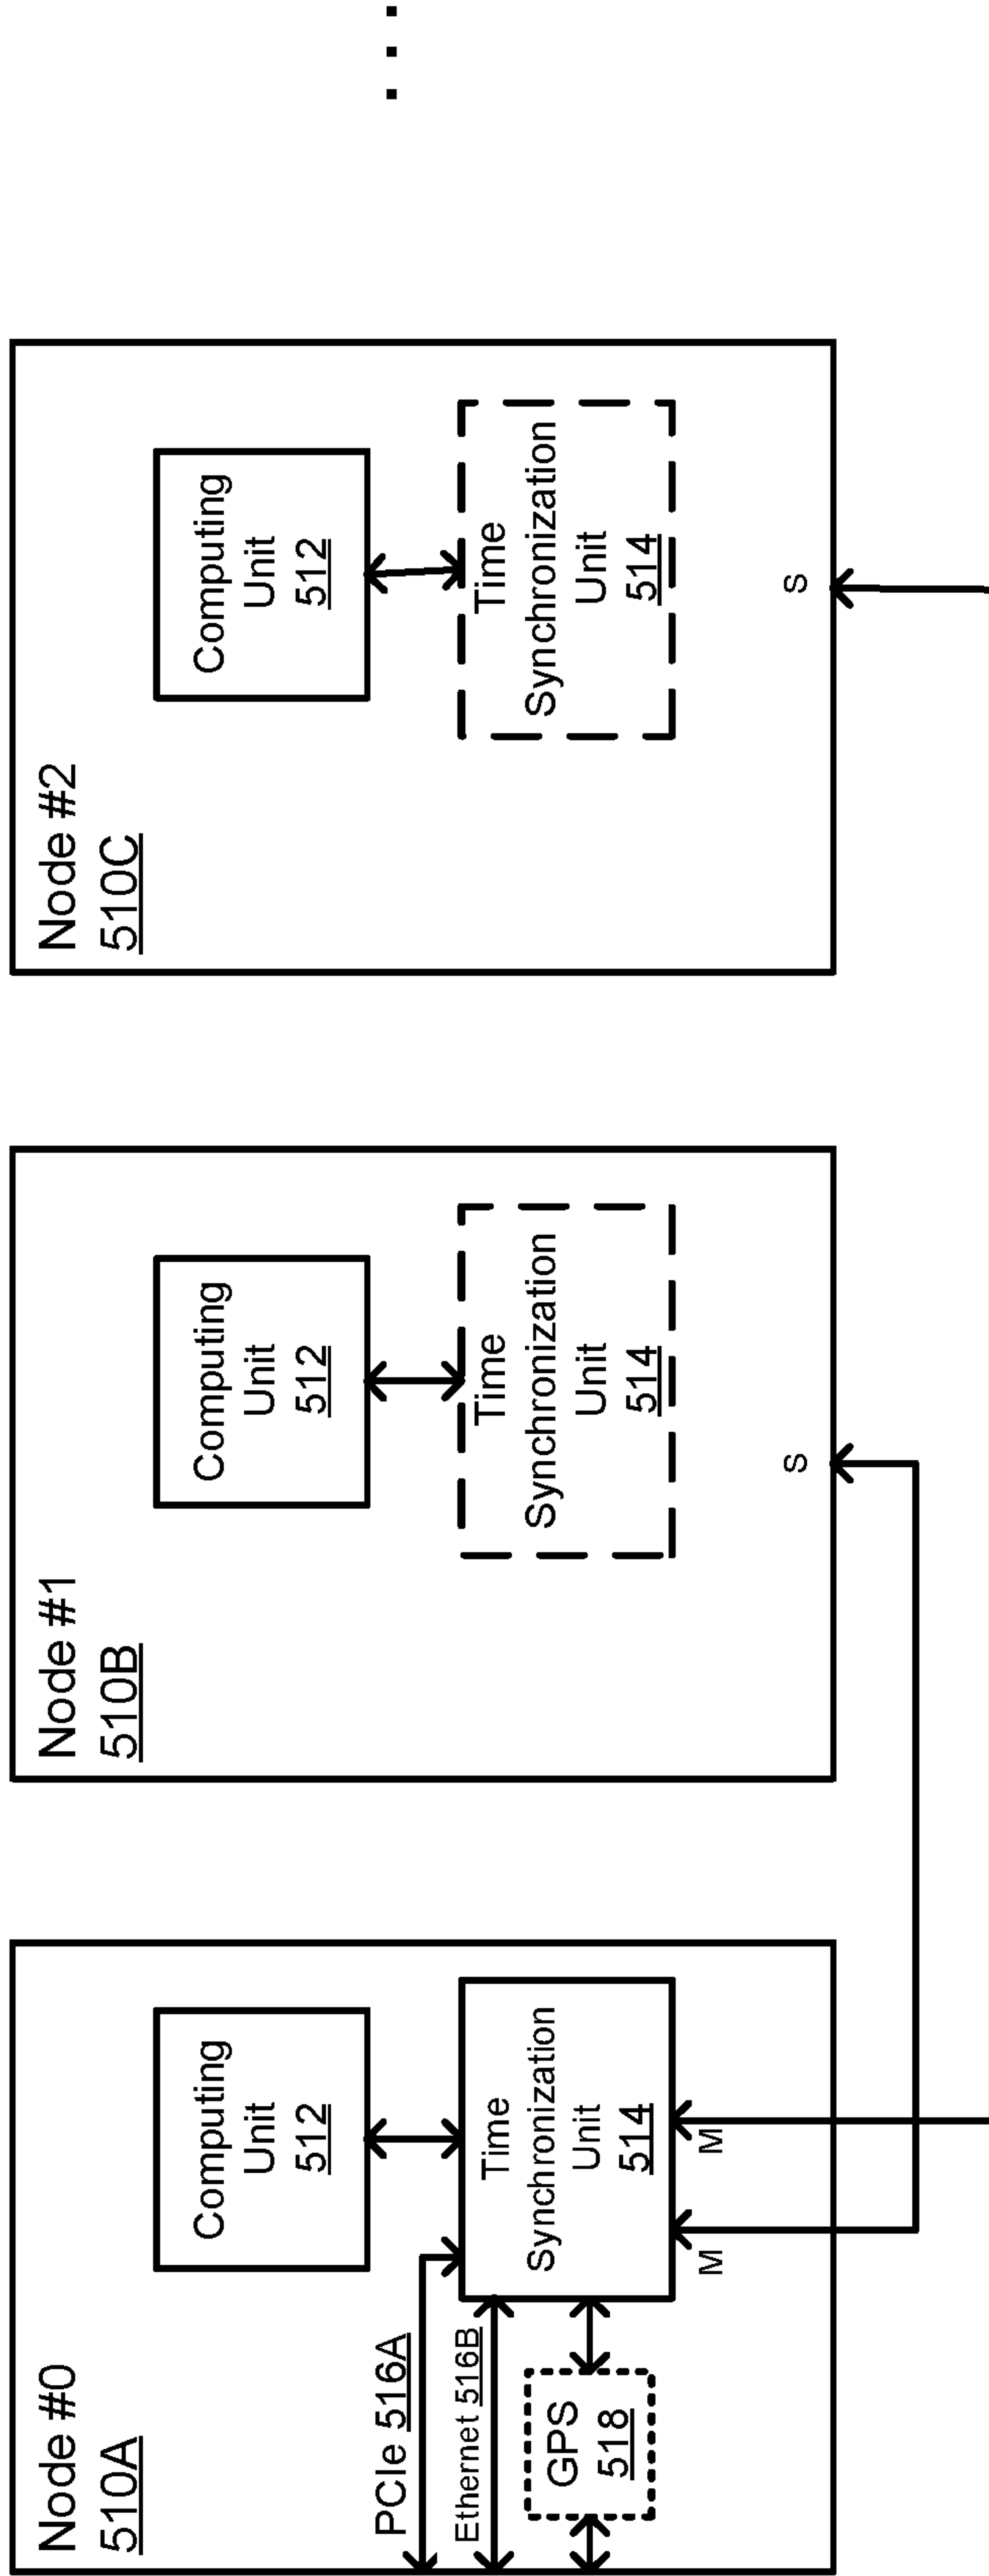 Node #0
510A
Computing
Unit
512
PCIe 516A
Ethernet 516B
GPS
518
Time
Synchronization
Unit
514
M
M
Node #1
510B
Computing
Unit
512
Time
Synchronization
Unit
514
S
Node #2
510C
Computing
Unit
512
Time
Synchronization
Unit
514
S
. . .